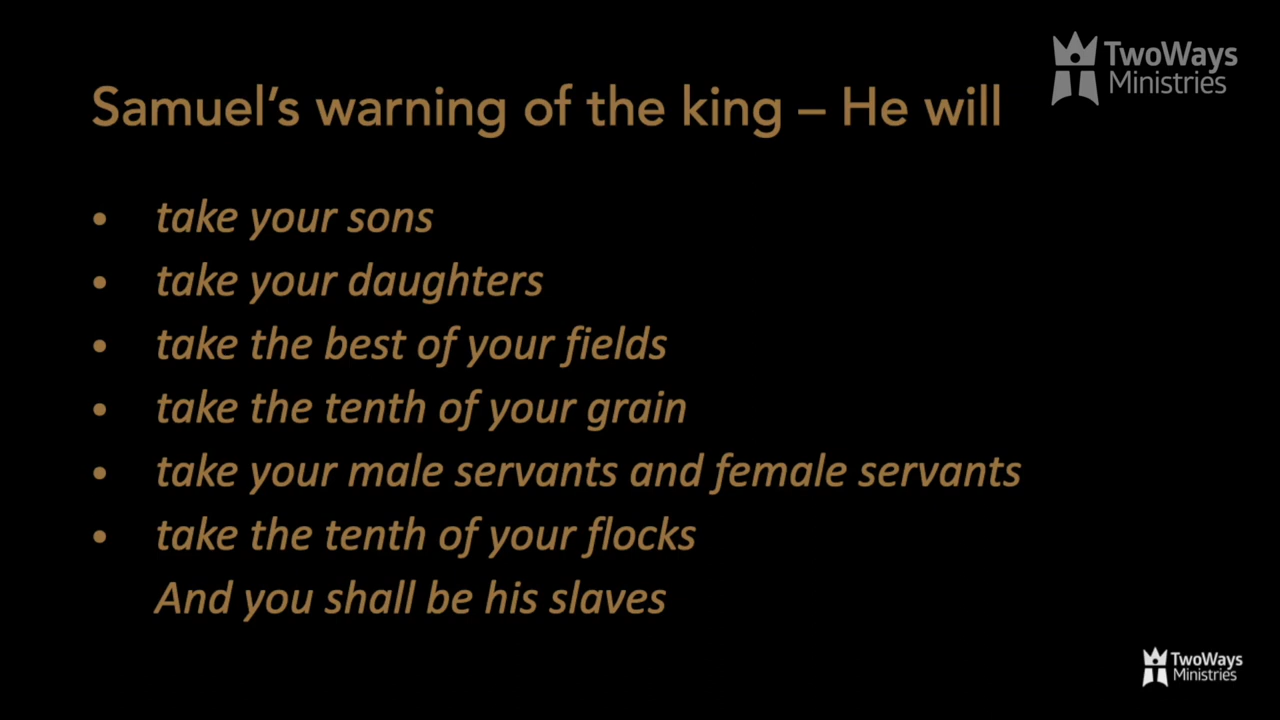 TwoWays
Ministries
Samuel’s warning of the king – He will
• take your sons
• take your daughters
• take the best of your fields
• take the tenth of your grain
• take your male servants and female servants
• take the tenth of your flocks
And you shall be his slaves
TwoWays
Ministries